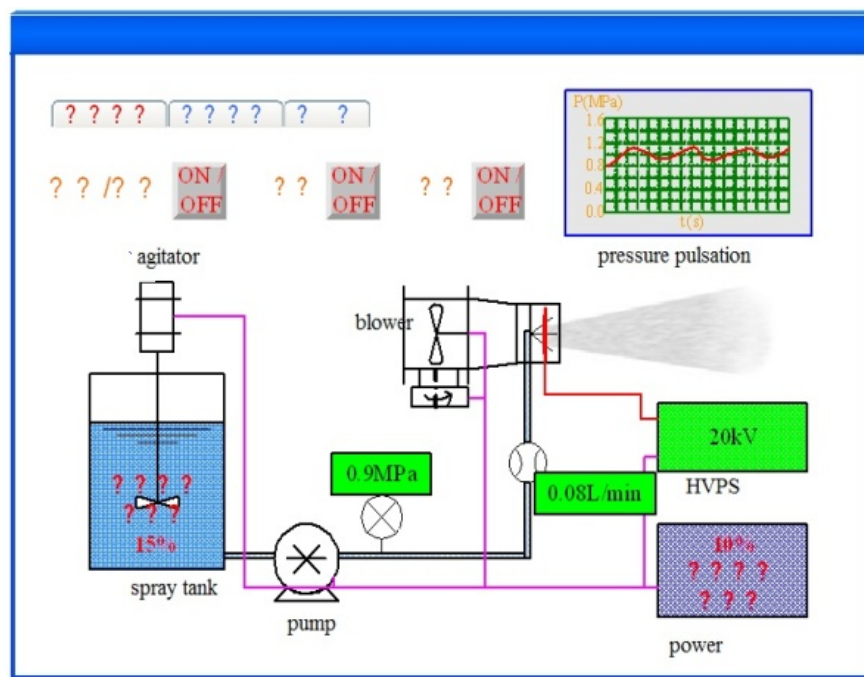 ? ? ? ?
? ? ? ?
? ?
? ? /? ?
ON /
OFF
? ?
ON /
OFF
? ?
ON /
OFF
P(MPa)
1.6
1.2
0.8
0.4
0.0
t(s)
pressure pulsation
agitator
blower
20kV
HVPS
0.9MPa
0.08L/min
? ? ? ?
? ? ?
15%
spray tank
pump
10%
? ? ? ?
? ? ?
power